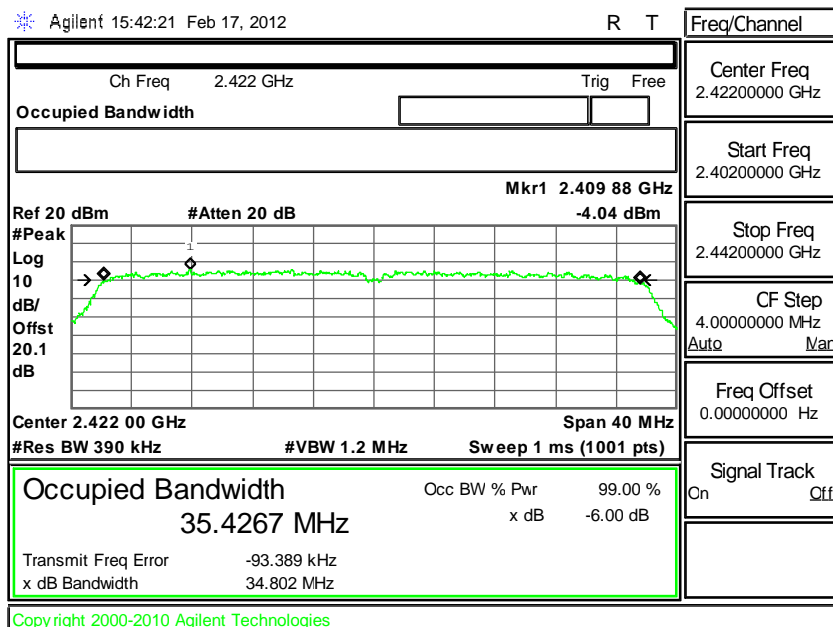 Agilent 15:42:21 Feb 17, 2012 R T
Freq/Channel
Ch Freq 2.422 GHz Trig Free
Occupied Bandwidth
Center Freq
2.42200000 GHz
Start Freq
2.40200000 GHz
Stop Freq
2.44200000 GHz
CF Step
4.00000000 MHz
Auto Man
Freq Offset
0.00000000 Hz
Signal Track
On Off
Mkr1 2.409 88 GHz
Ref 20 dBm #Atten 20 dB -4.04 dBm
#Peak
Log
10
dB/
Offst
20.1
dB
1
Center 2.422 00 GHz Span 40 MHz
#Res BW 390 kHz #VBW 1.2 MHz Sweep 1 ms (1001 pts)
Occupied Bandwidth Occ BW % Pwr 99.00 %
35.4267 MHz x dB -6.00 dB
Transmit Freq Error -93.389 kHz
x dB Bandwidth 34.802 MHz
Copyright 2000-2010 Agilent Technologies